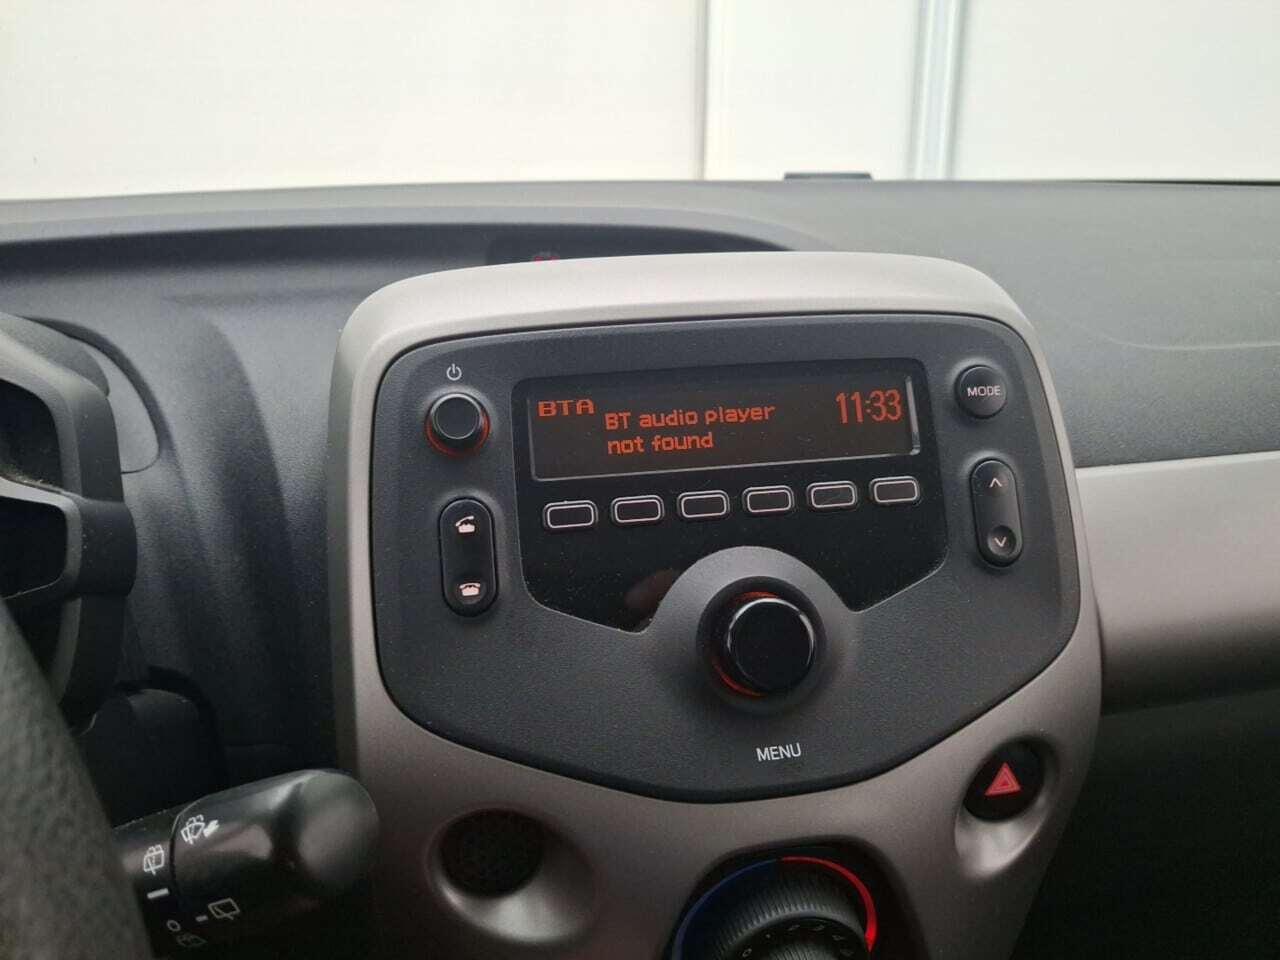 BTA
BT audio player
not found
11:33
MODE
MENU